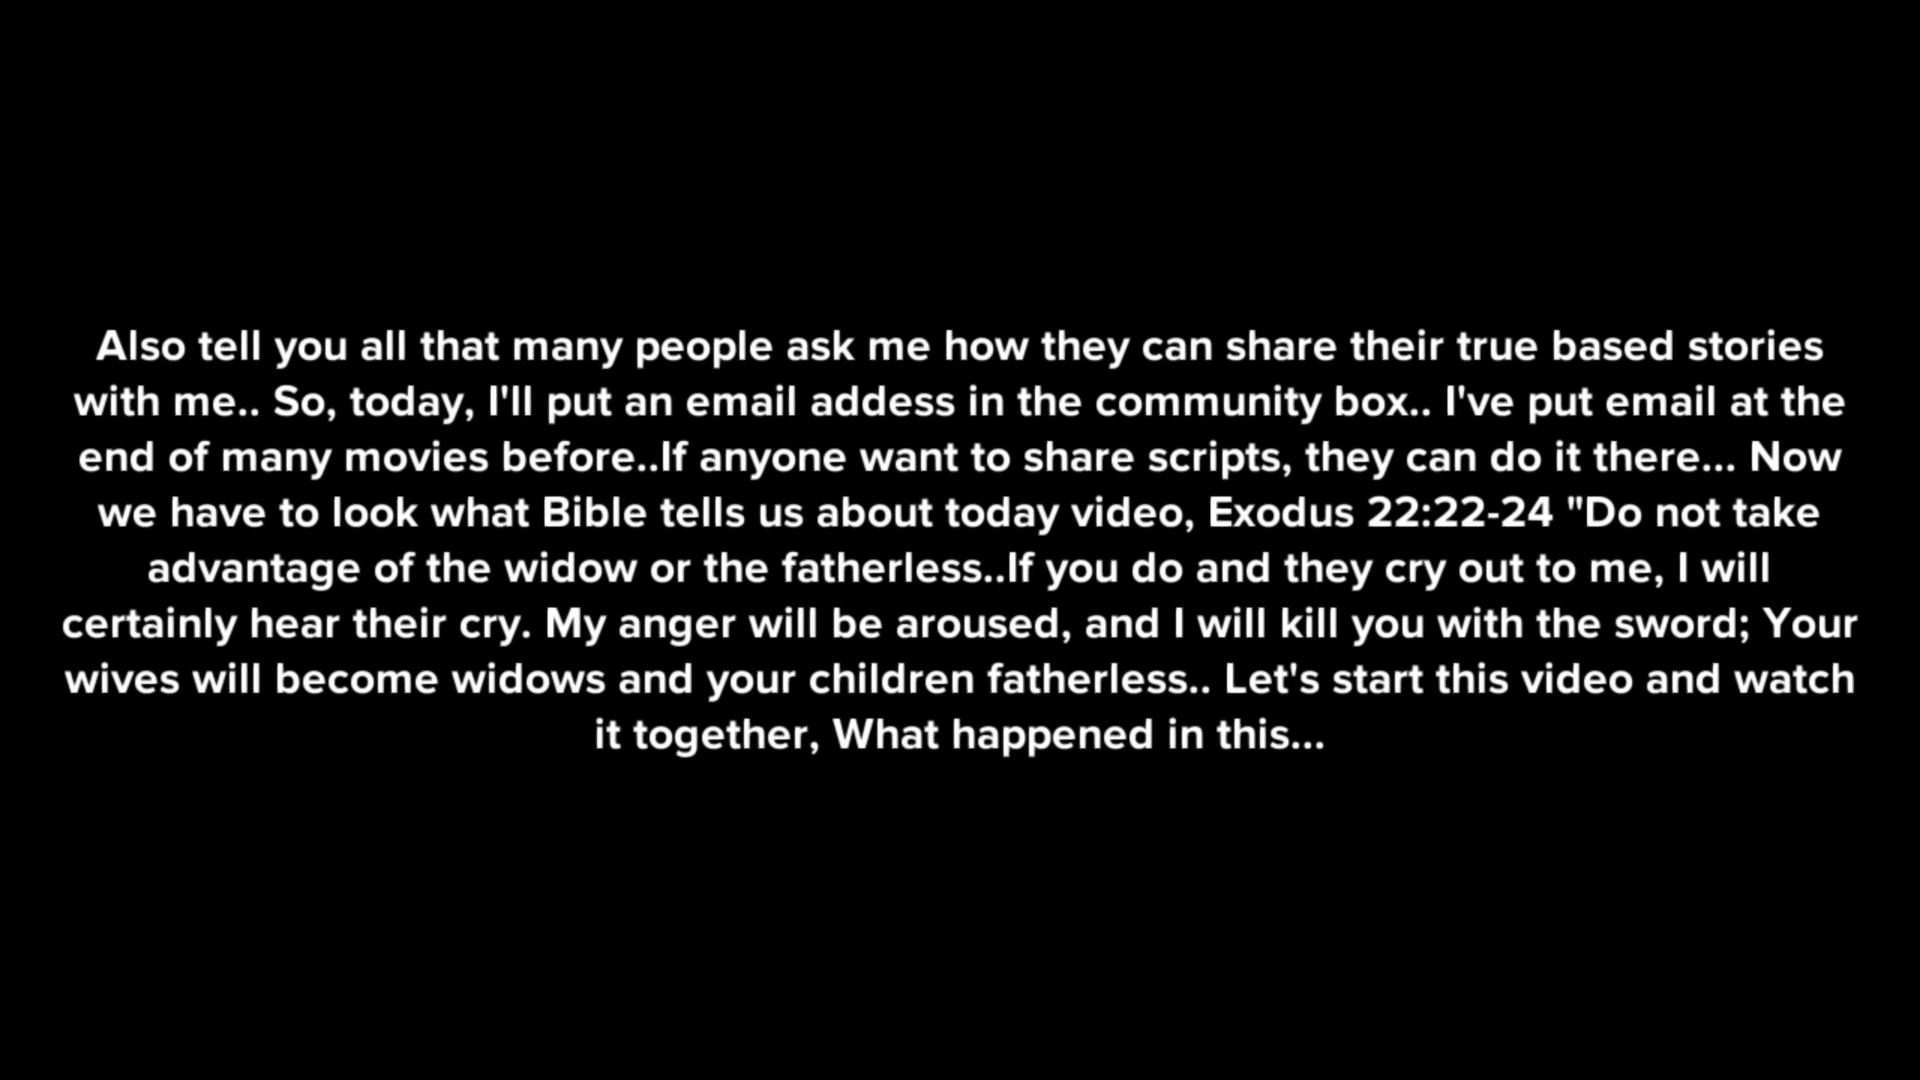 Also tell you all that many people ask me how they can share their true based stories
with me.. So, today, I'll put an email addess in the community box.. I've put email at the
end of many movies before..If anyone want to share scripts, they can do it there... Now
we have to look what Bible tells us about today video, Exodus 22:22-24 "Do not take
advantage of the widow or the fatherless..If you do and they cry out to me, I will
certainly hear their cry. My anger will be aroused, and I will kill you with the sword; Your
wives will become widows and your children fatherless.. Let's start this video and watch
it together, What happened in this...